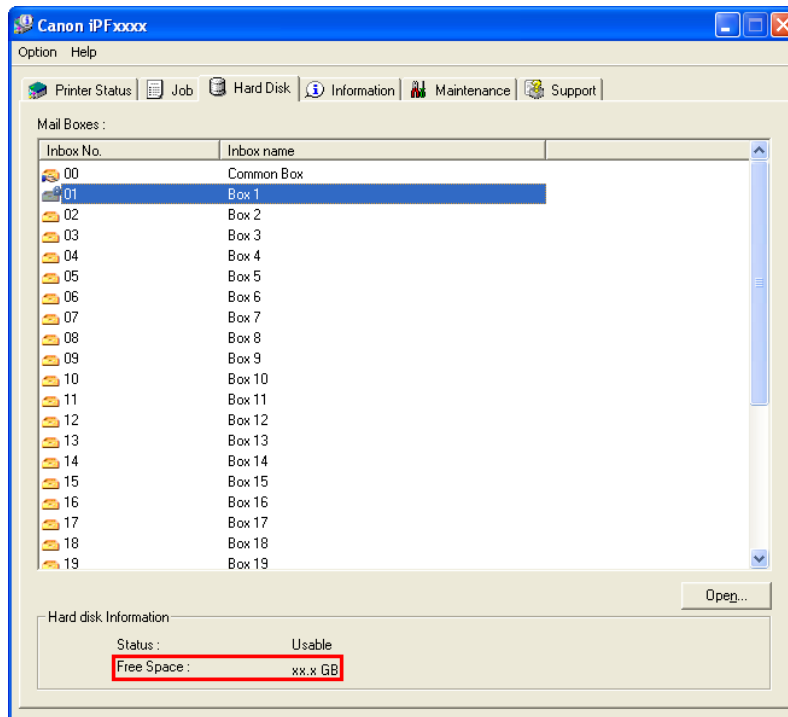 Canon iPFxxxx
Option Help
Printer Status Job Hard Disk Information Maintenance Support
Mail Boxes :
Inbox No. Inbox name
00 Common Box
01 Box 1
02 Box 2
03 Box 3
04 Box 4
05 Box 5
06 Box 6
07 Box 7
08 Box 8
09 Box 9
10 Box 10
11 Box 11
12 Box 12
13 Box 13
14 Box 14
15 Box 15
16 Box 16
17 Box 17
18 Box 18
19 Box 19
Open...
Hard disk Information
Status : Usable
Free Space : xx.x GB